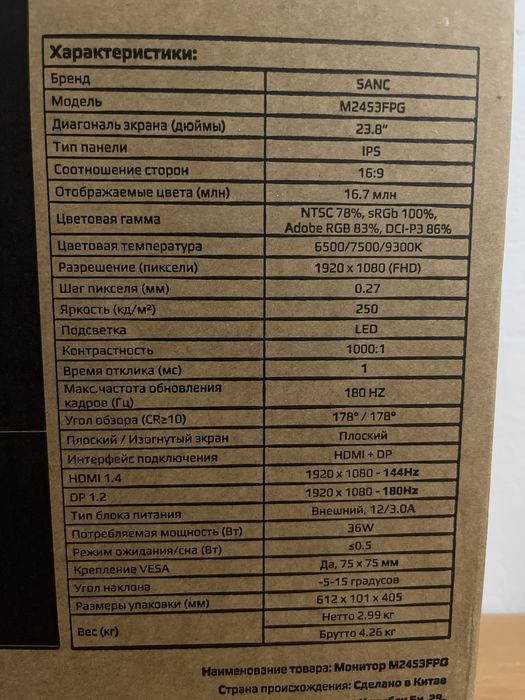 Характеристики:
Бренд SANC
Модель M2453FPG
Диагональ экрана (дюймы) 23.8"
Тип панели IPS
Соотношение сторон 16:9
Отображаемые цвета (млн) 16.7 млн
Цветовая гамма NTSC 78%, sRGb 100%,
Adobe RGB 83%, DCI-P3 86%
Цветовая температура 6500/7500/9300K
Разрешение (пиксели) 1920 x 1080 (FHD)
Шаг пикселя (мм) 0.27
Яркость (кд/м²) 250
Подсветка LED
Контрастность 1000:1
Время отклика (мс) 1
Макс.частота обновления
кадров (Гц) 180 HZ
Угол обзора (CR≥10) 178° / 178°
Плоский / Изогнутый экран Плоский
Интерфейс подключения HDMI + DP
HDMI 1.4 1920 x 1080 - 144Hz
DP 1.2 1920 x 1080 - 180Hz
Тип блока питания Внешний, 12/3.0A
Потребляемая мощность (Вт) 36W
Режим ожидания/сна (Вт) ≤0.5
Крепление VESA Да, 75 x 75 мм
Угол наклона -5-15 градусов
Размеры упаковки (мм) 612 x 101 x 405
Вес (кг) Нетто 2.99 кг
Брутто 4.26 кг
Наименование товара: Монитор M2453FPG
Страна происхождения: Сделано в Китае